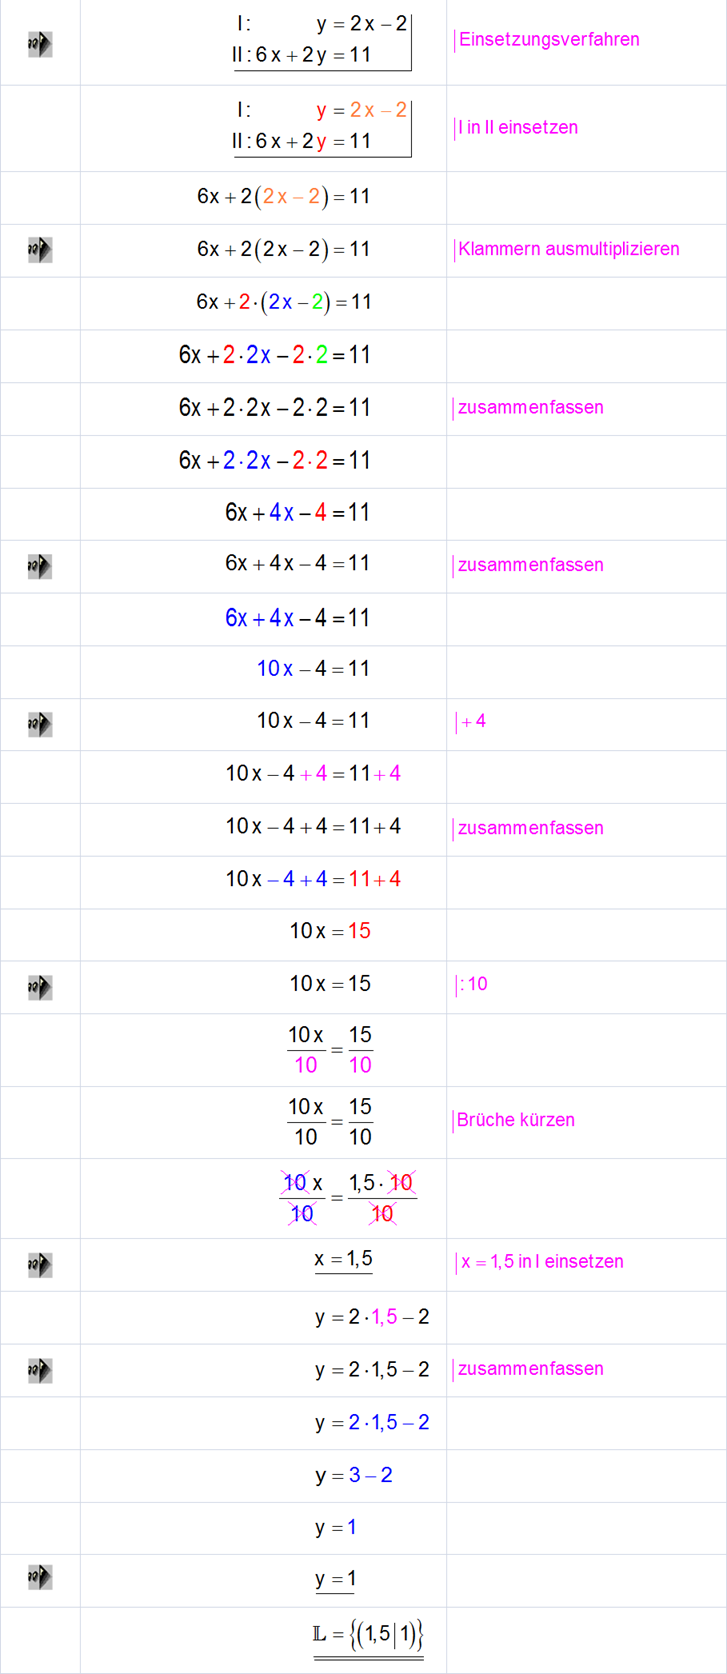 I: y = 2x − 2
II: 6x + 2y = 11
|Einsetzungsverfahren
I: y = 2x − 2
II: 6x + 2y = 11
|I in II einsetzen
6x + 2(2x − 2) = 11
6x + 2(2x − 2) = 11 |Klammern ausmultiplizieren
6x + 2·(2x − 2) = 11
6x + 2·2x − 2·2 = 11
6x + 2·2x − 2·2 = 11 |zusammenfassen
6x + 2·2x − 2·2 = 11
6x + 4x − 4 = 11
6x + 4x − 4 = 11 |zusammenfassen
6x + 4x − 4 = 11
10x − 4 = 11
10x − 4 = 11 |+ 4
10x − 4 + 4 = 11 + 4
10x − 4 + 4 = 11 + 4 |zusammenfassen
10x − 4 + 4 = 11 + 4
10x = 15
10x = 15 |: 10
10x/10 = 15/10
10x/10 = 15/10 |Brüche kürzen
10x/10 = 1,5·10/10
x = 1,5 |x = 1,5 in I einsetzen
y = 2·1,5 − 2
y = 2·1,5 − 2 |zusammenfassen
y = 2·1,5 − 2
y = 3 − 2
y = 1
y = 1
𝕃 = {(1,5|1)}